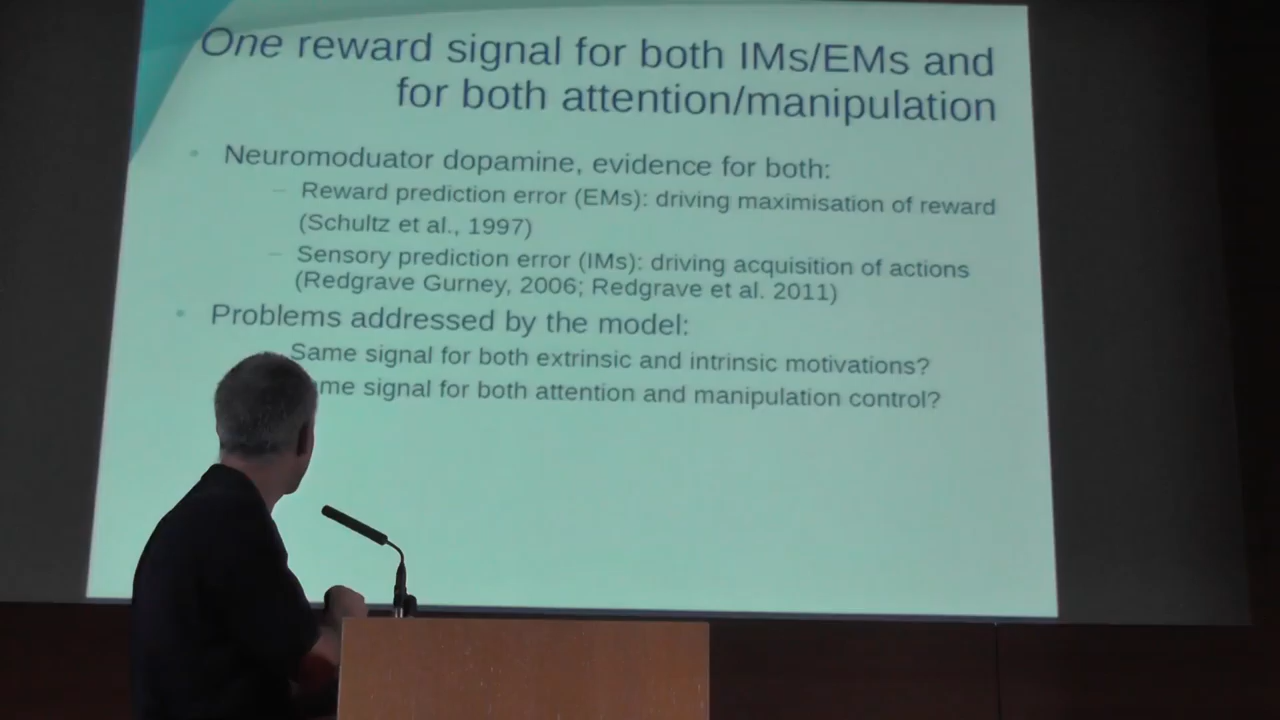 One reward signal for both IMs/EMs and
for both attention/manipulation
• Neuromoduator dopamine, evidence for both:
– Reward prediction error (EMs): driving maximisation of reward
(Schultz et al., 1997)
– Sensory prediction error (IMs): driving acquisition of actions
(Redgrave Gurney, 2006; Redgrave et al. 2011)
• Problems addressed by the model:
Same signal for both extrinsic and intrinsic motivations?
me signal for both attention and manipulation control?